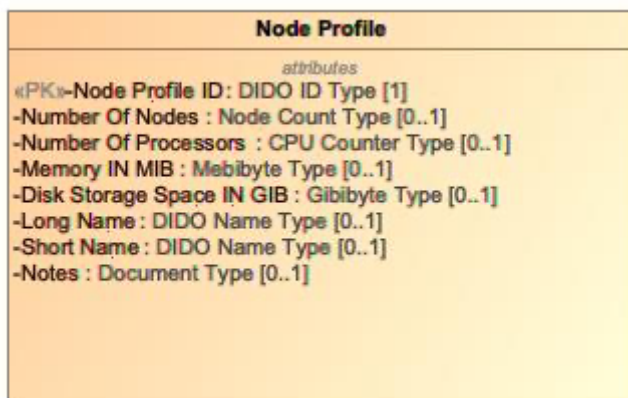 Node Profile
attributes
«PK»-Node Profile ID : DIDO ID Type [1]
-Number Of Nodes : Node Count Type [0..1]
-Number Of Processors : CPU Counter Type [0..1]
-Memory IN MIB : Mebibyte Type [0..1]
-Disk Storage Space IN GIB : Gibibyte Type [0..1]
-Long Name : DIDO Name Type [0..1]
-Short Name : DIDO Name Type [0..1]
-Notes : Document Type [0..1]